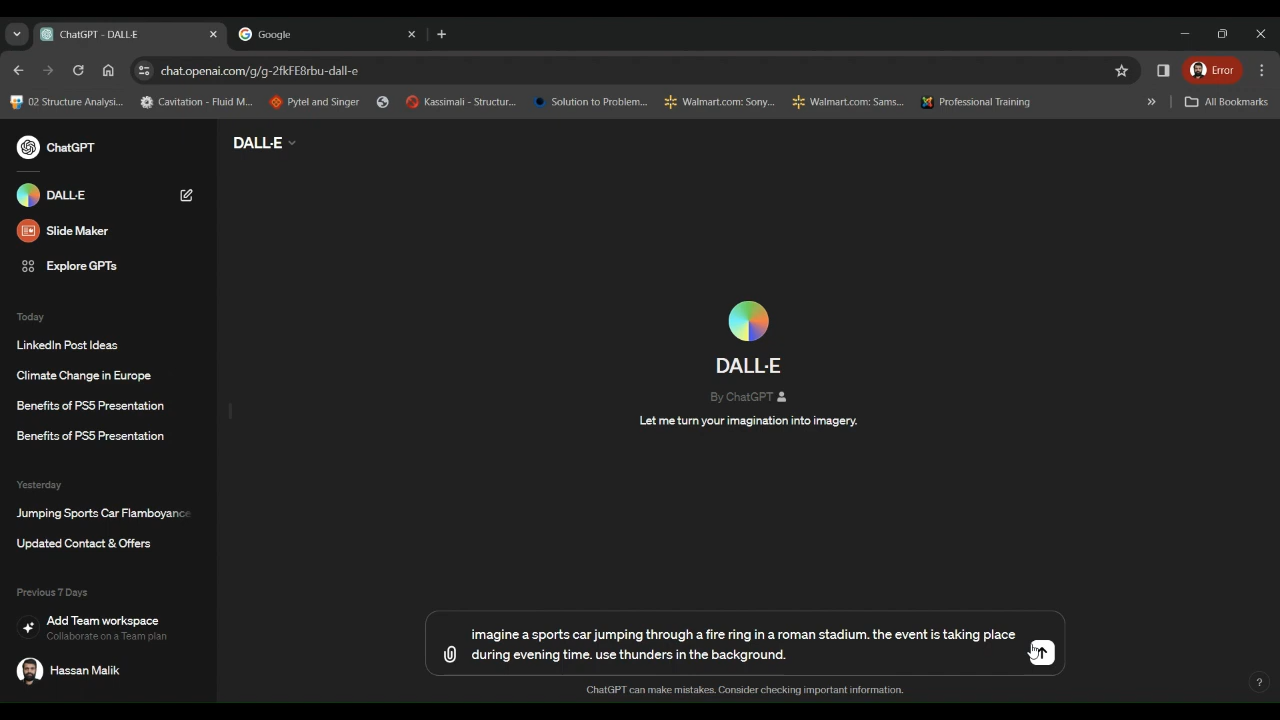 ChatGPT - DALL·E
Google
chat.openai.com/g/g-2fkFE8rbu-dall-e
Error
02 Structure Analysi...
Cavitation - Fluid M...
Pytel and Singer
Kassimali - Structur...
Solution to Problem...
Walmart.com: Sony,...
Walmart.com: Sams...
Professional Training
All Bookmarks
ChatGPT
DALL·E
DALL·E
Slide Maker
Explore GPTs
Today
LinkedIn Post Ideas
Climate Change in Europe
Benefits of PS5 Presentation
Benefits of PS5 Presentation
Yesterday
Jumping Sports Car Flamboyance
Updated Contact & Offers
Previous 7 Days
Add Team workspace
Collaborate on a Team plan
Hassan Malik
DALL·E
By ChatGPT
Let me turn your imagination into imagery.
imagine a sports car jumping through a fire ring in a roman stadium. the event is taking place
during evening time. use thunders in the background.
ChatGPT can make mistakes. Consider checking important information.
?